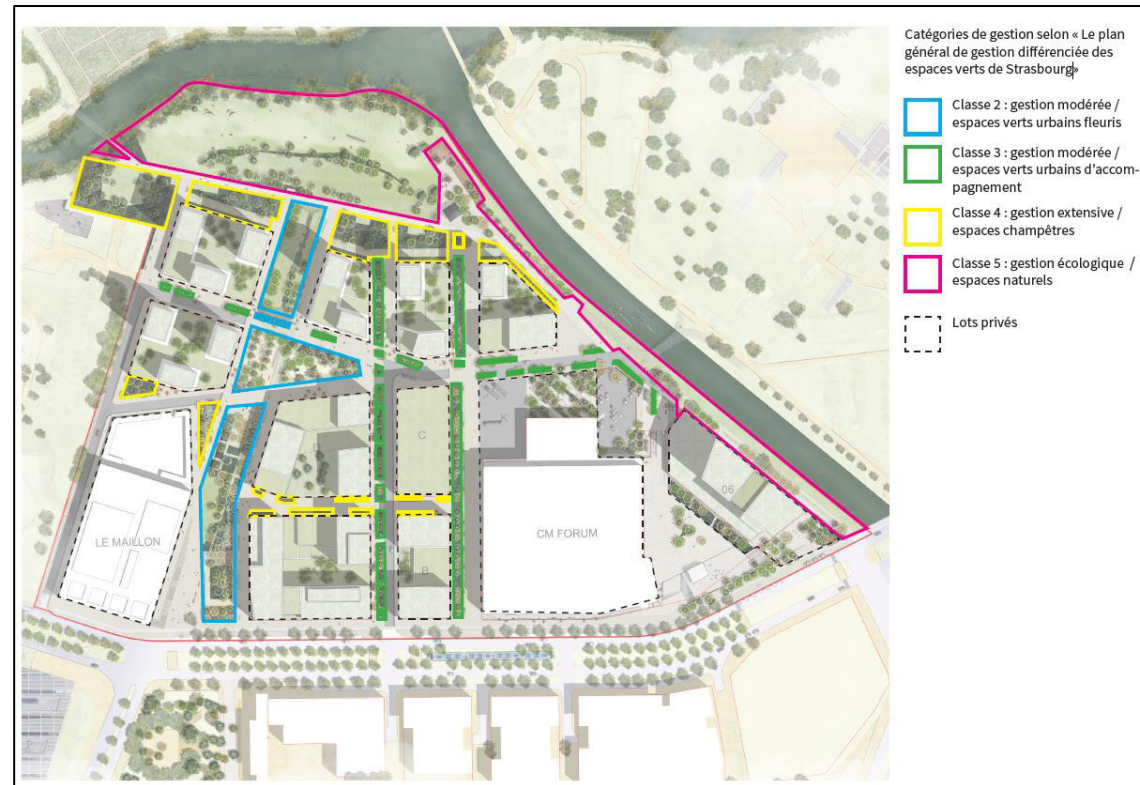 Catégories de gestion selon « Le plan
général de gestion différenciée des
espaces verts de Strasbourg»
Classe 2 : gestion modérée /
espaces verts urbains fleuris
Classe 3 : gestion modérée /
espaces verts urbains d'accom-
pagnement
Classe 4 : gestion extensive /
espaces champêtres
Classe 5 : gestion écologique /
espaces naturels
Lots privés
K
C
06
LE MAILLON
CM FORUM
B